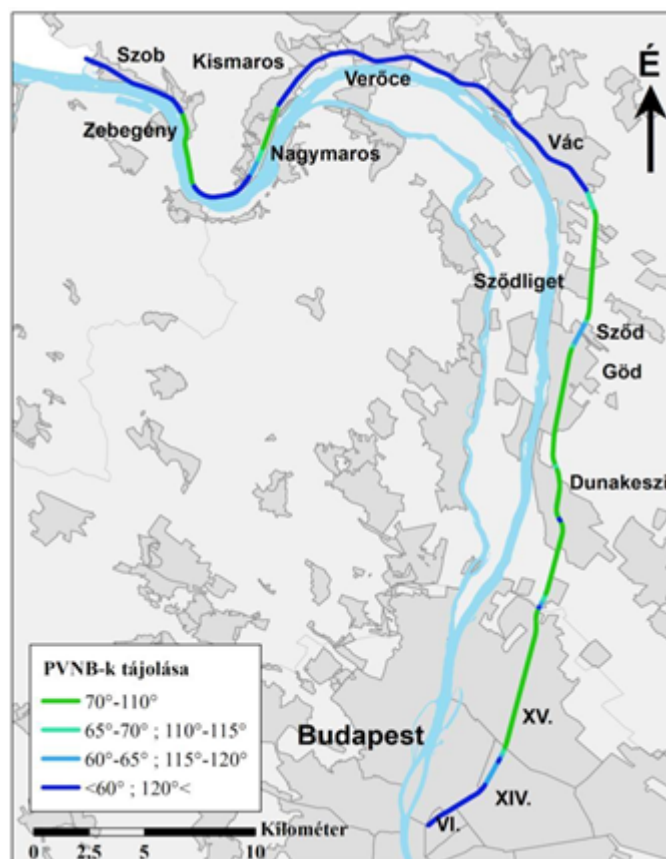 Szob
Kismaros
É
Verőce
Zebegény
Vác
Nagymaros
Sződliget
Sződ
Göd
Dunakeszi
PVNB-k tájolása
70°-110°
65°-70° ; 110°-115°
60°-65° ; 115°-120°
<60° ; 120°<
XV.
Budapest
XIV.
VI.
Kilométer
0 2,5 5 10